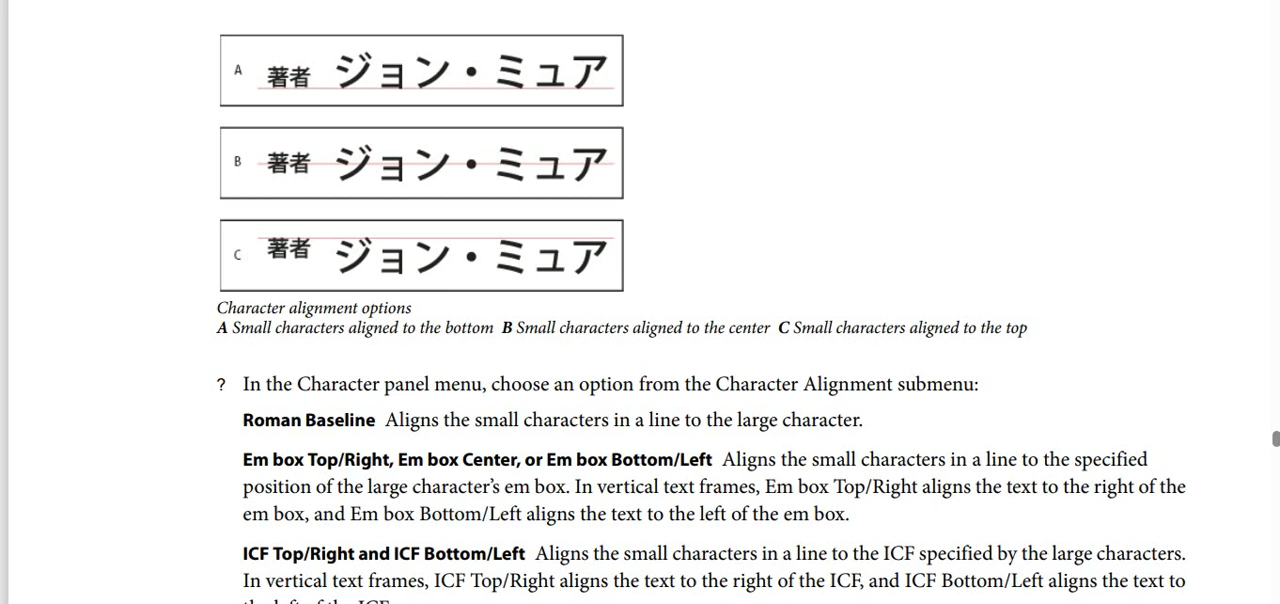 A 著者 ジョン・ミュア
B 著者 ジョン・ミュア
C 著者 ジョン・ミュア
Character alignment options
A Small characters aligned to the bottom B Small characters aligned to the center C Small characters aligned to the top
? In the Character panel menu, choose an option from the Character Alignment submenu:
Roman Baseline Aligns the small characters in a line to the large character.
Em box Top/Right, Em box Center, or Em box Bottom/Left Aligns the small characters in a line to the specified
position of the large character’s em box. In vertical text frames, Em box Top/Right aligns the text to the right of the
em box, and Em box Bottom/Left aligns the text to the left of the em box.
ICF Top/Right and ICF Bottom/Left Aligns the small characters in a line to the ICF specified by the large characters.
In vertical text frames, ICF Top/Right aligns the text to the right of the ICF, and ICF Bottom/Left aligns the text to
the left of the ICF